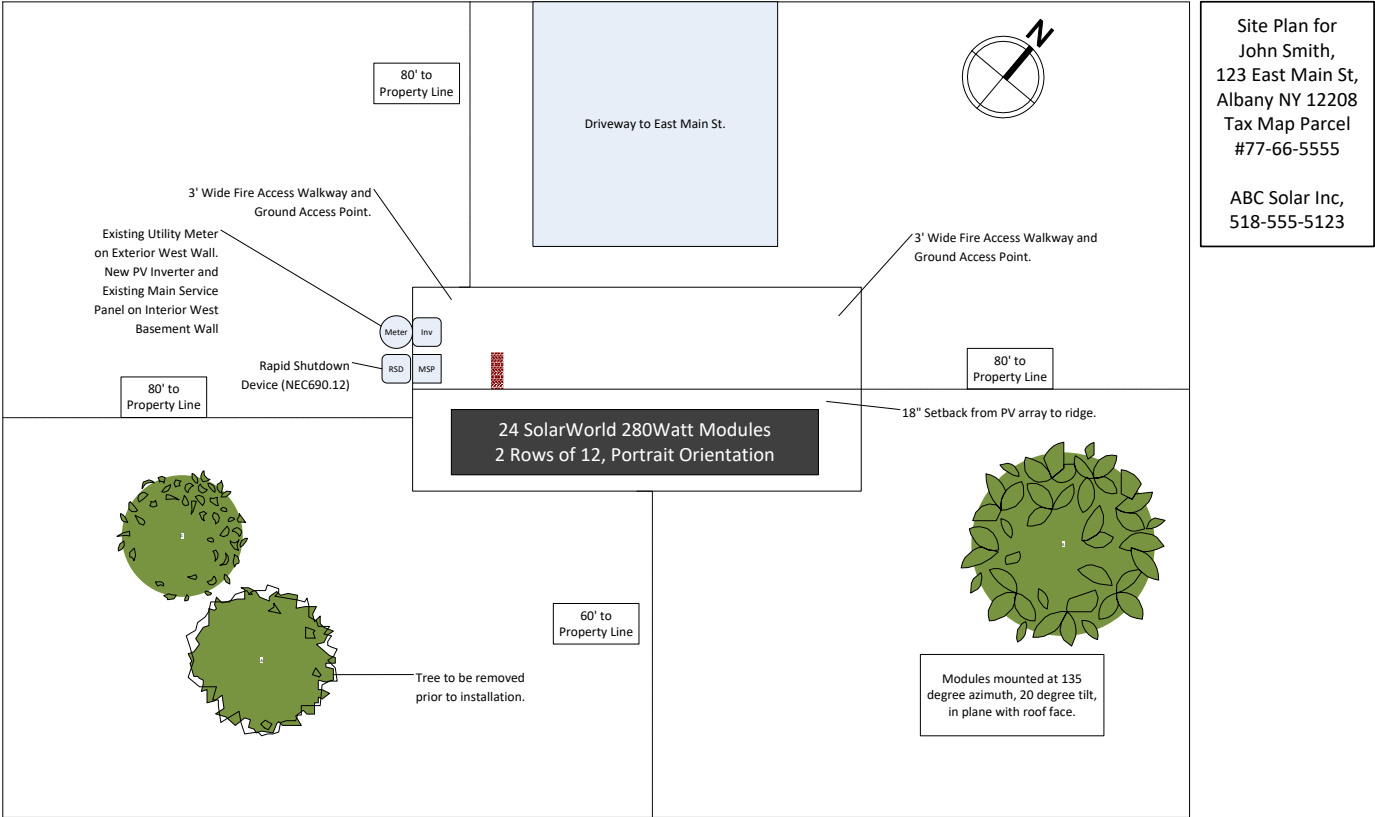 Site Plan for
John Smith,
123 East Main St,
Albany NY 12208
Tax Map Parcel
#77-66-5555
ABC Solar Inc,
518-555-5123
N
80' to
Property Line
Driveway to East Main St.
3' Wide Fire Access Walkway and
Ground Access Point.
Existing Utility Meter
on Exterior West Wall.
New PV Inverter and
Existing Main Service
Panel on Interior West
Basement Wall
3' Wide Fire Access Walkway and
Ground Access Point.
Meter
Inv
RSD
MSP
Rapid Shutdown
Device (NEC690.12)
80' to
Property Line
80' to
Property Line
18" Setback from PV array to ridge.
24 SolarWorld 280Watt Modules
2 Rows of 12, Portrait Orientation
60' to
Property Line
Tree to be removed
prior to installation.
Modules mounted at 135
degree azimuth, 20 degree tilt,
in plane with roof face.